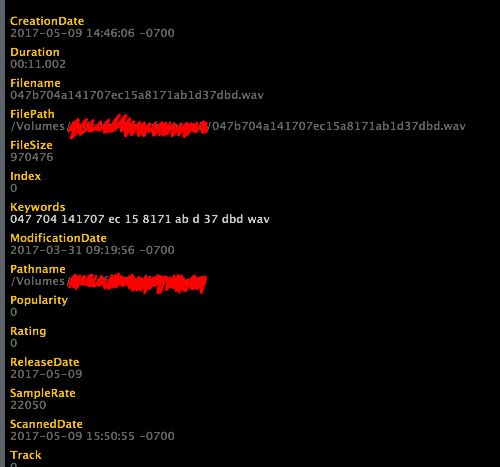 CreationDate
2017-05-09 14:46:06 -0700
Duration
00:11.002
Filename
047b704a141707ec15a8171ab1d37dbd.wav
FilePath
/Volumes /047b704a141707ec15a8171ab1d37dbd.wav
FileSize
970476
Index
0
Keywords
047 704 141707 ec 15 8171 ab d 37 dbd wav
ModificationDate
2017-03-31 09:19:56 -0700
Pathname
/Volumes
Popularity
0
Rating
0
ReleaseDate
2017-05-09
SampleRate
22050
ScannedDate
2017-05-09 15:50:55 -0700
Track
0